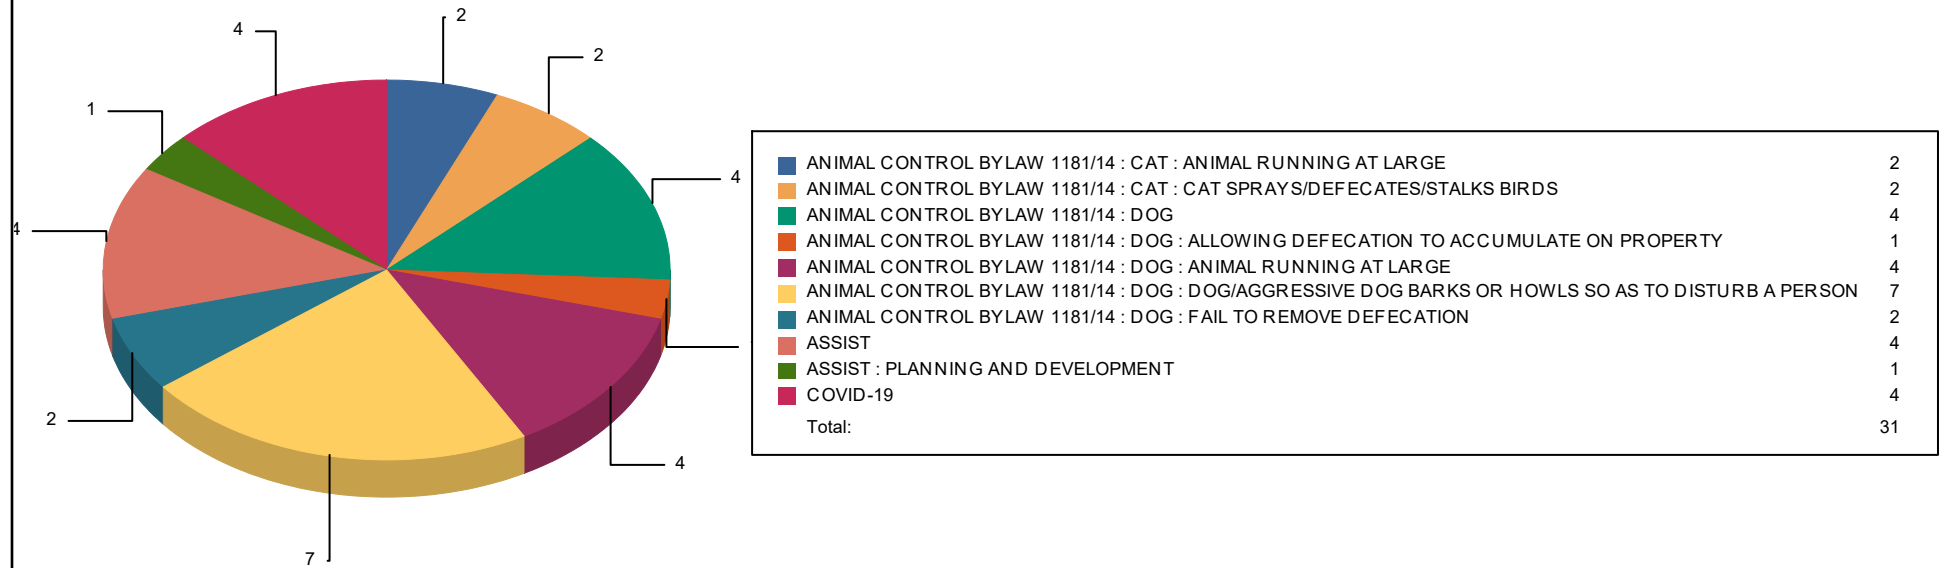 2
4
2
1
4
4
2
4
7
ANIMAL CONTROL BYLAW 1181/14 : CAT : ANIMAL RUNNING AT LARGE 2
ANIMAL CONTROL BYLAW 1181/14 : CAT : CAT SPRAYS/DEFECATES/STALKS BIRDS 2
ANIMAL CONTROL BYLAW 1181/14 : DOG 4
ANIMAL CONTROL BYLAW 1181/14 : DOG : ALLOWING DEFECATION TO ACCUMULATE ON PROPERTY 1
ANIMAL CONTROL BYLAW 1181/14 : DOG : ANIMAL RUNNING AT LARGE 4
ANIMAL CONTROL BYLAW 1181/14 : DOG : DOG/AGGRESSIVE DOG BARKS OR HOWLS SO AS TO DISTURB A PERSON 7
ANIMAL CONTROL BYLAW 1181/14 : DOG : FAIL TO REMOVE DEFECATION 2
ASSIST 4
ASSIST : PLANNING AND DEVELOPMENT 1
COVID-19 4
Total: 31